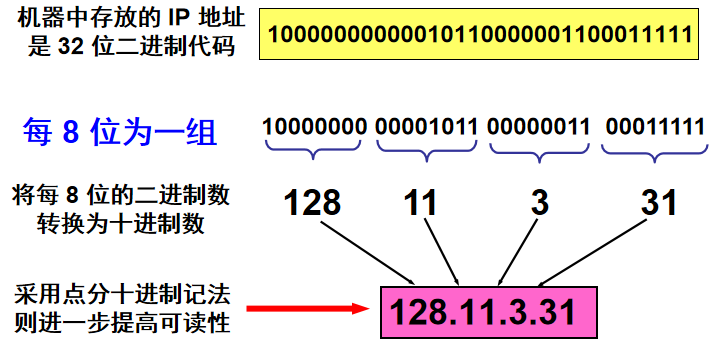 机器中存放的 IP 地址
是 32 位二进制代码
10000000000010110000001100011111
每 8 位为一组
10000000 00001011 00000011 00011111
将每 8 位的二进制数
转换为十进制数
128 11 3 31
采用点分十进制记法
则进一步提高可读性
128.11.3.31